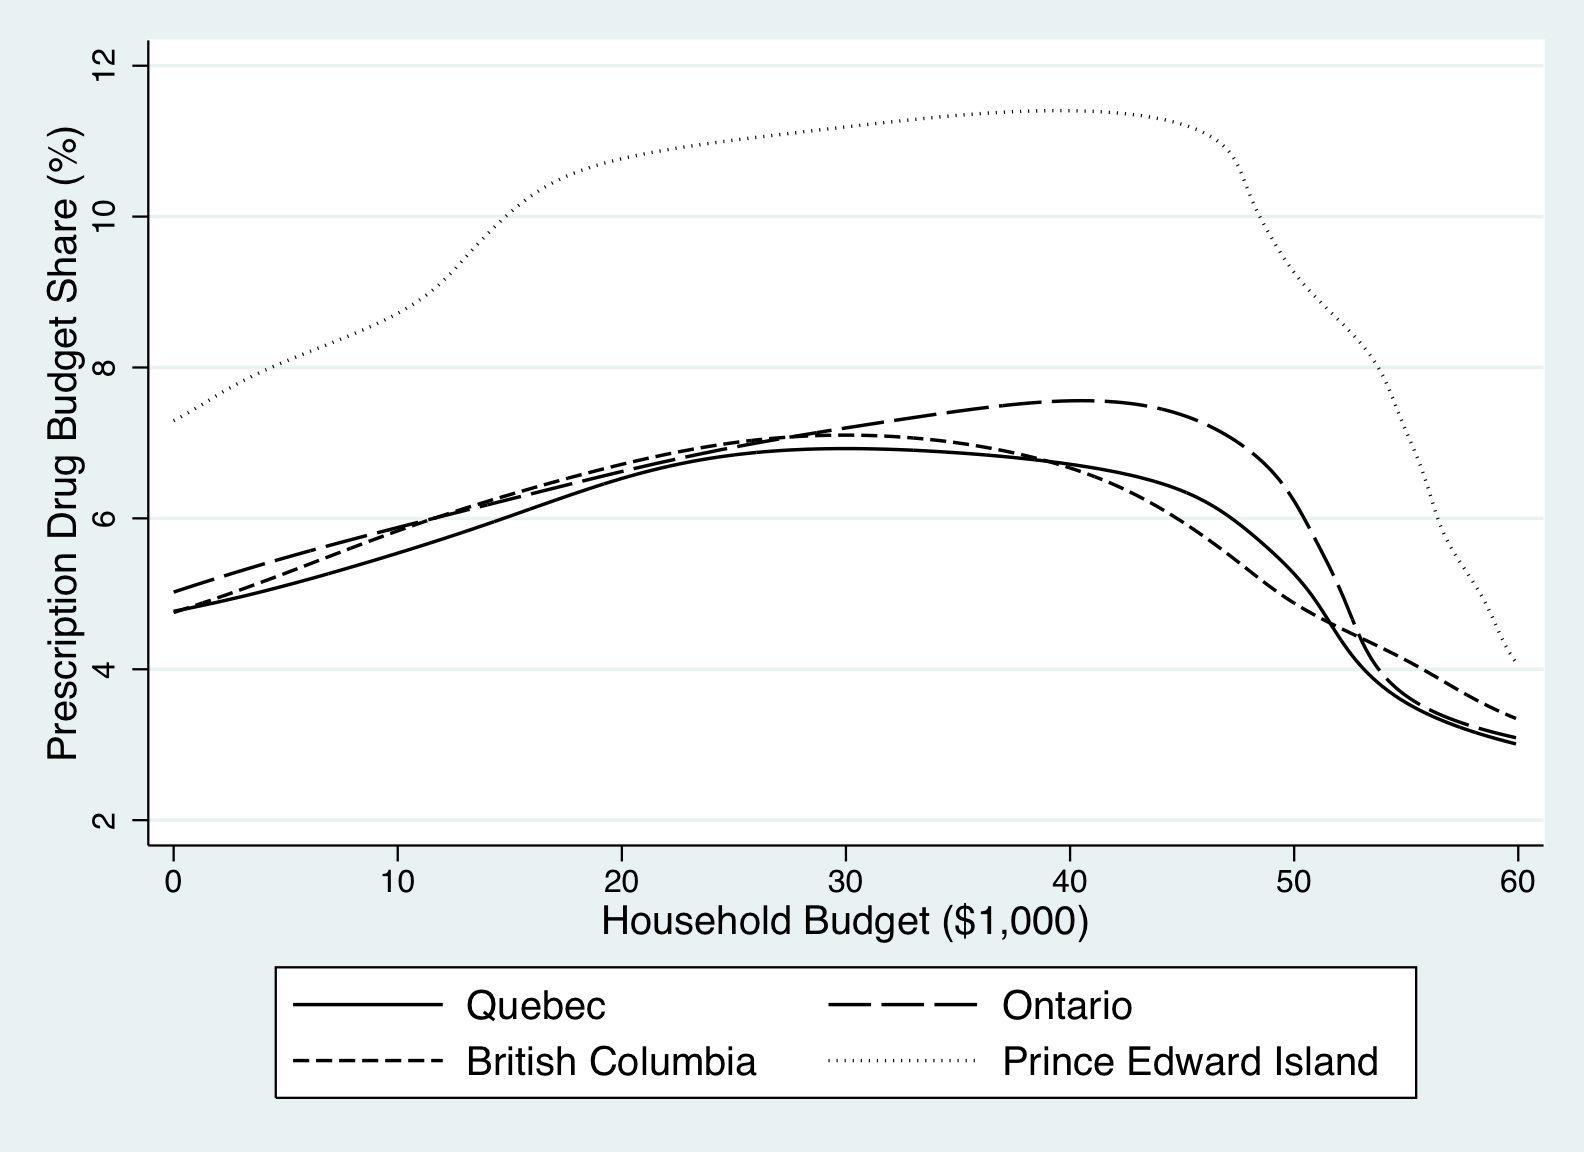 Prescription Drug Budget Share (%)
12
10
8
6
4
2
0 10 20 30 40 50 60
Household Budget ($1,000)
Quebec Ontario
British Columbia Prince Edward Island